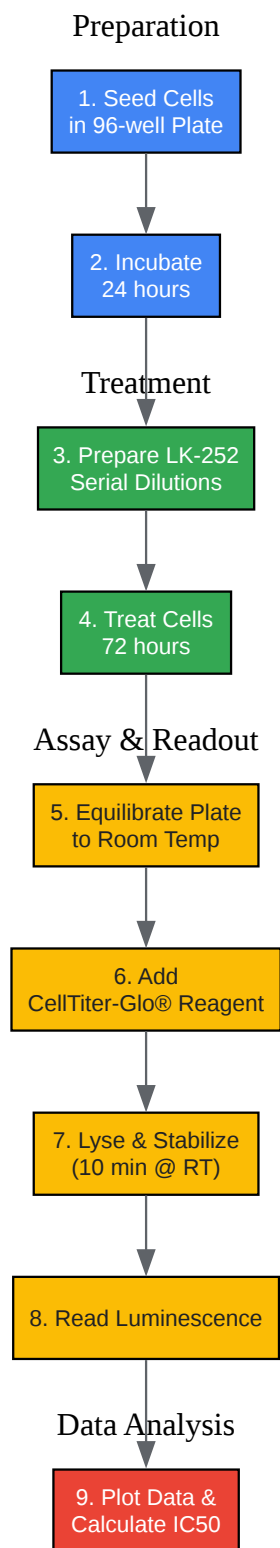 Preparation
1. Seed Cells
in 96-well Plate
2. Incubate
24 hours
Treatment
3. Prepare LK-252
Serial Dilutions
4. Treat Cells
72 hours
Assay & Readout
5. Equilibrate Plate
to Room Temp
6. Add
CellTiter-Glo® Reagent
7. Lyse & Stabilize
(10 min @ RT)
8. Read Luminescence
Data Analysis
9. Plot Data &
Calculate IC50